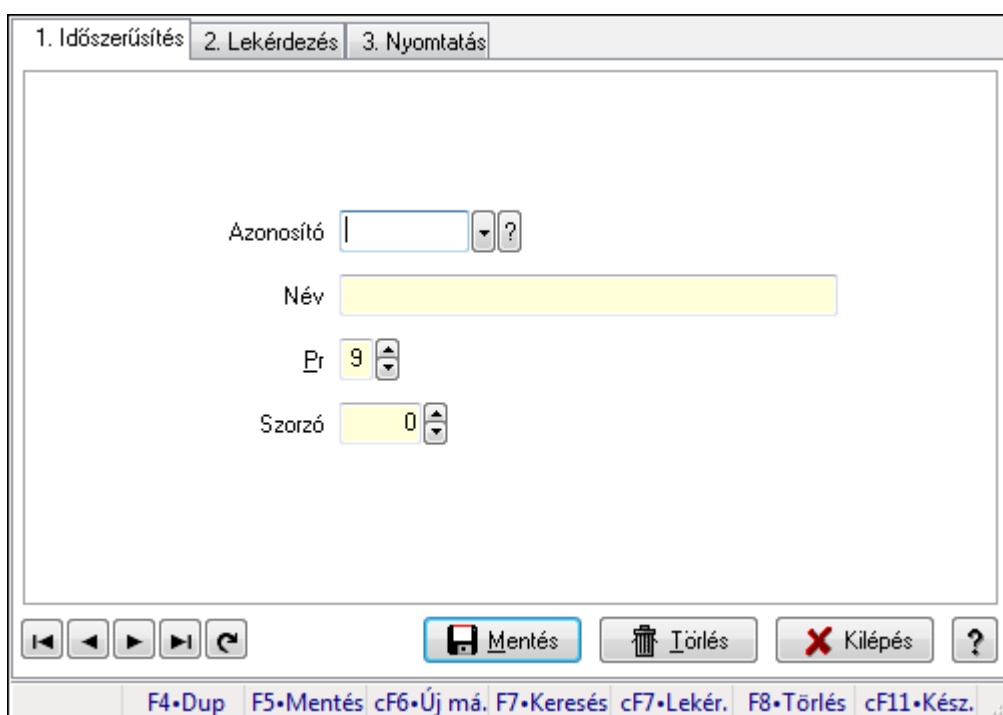 1. Időszerűsítés 2. Lekérdezés 3. Nyomtatás
Azonosító ?
Név
Pr 9
Szorzó 0
Mentés Törlés Kilépés ?
F4•Dup F5•Mentés cF6•Új má. F7•Keresés cF7•Lekér. F8•Törlés cF11•Kész.